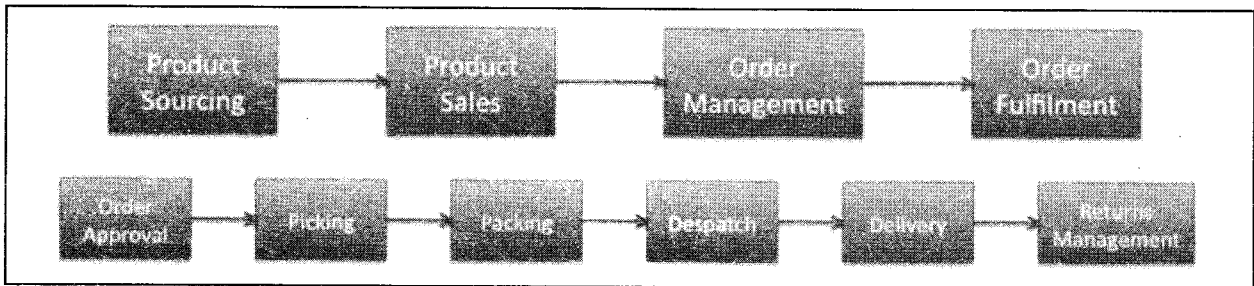 Product
Sourcing
Product
Sales
Order
Management
Order
Fulfilment
Order
Approval
Picking
Packing
Despatch
Delivery
Returns
Management